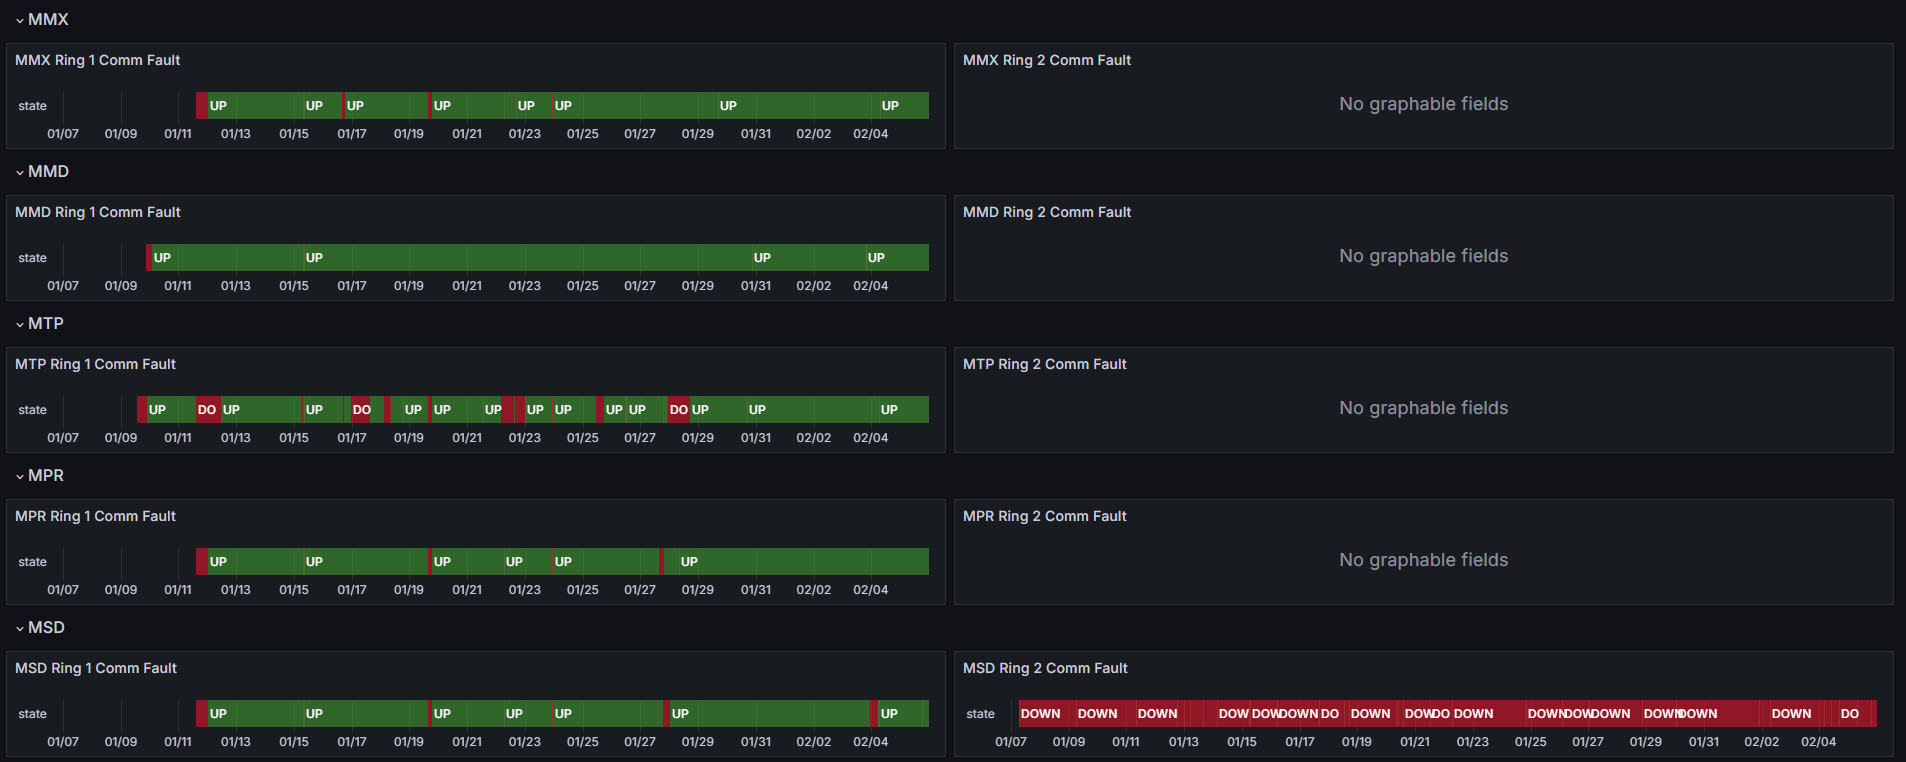 MMX
MMX Ring 1 Comm Fault
state UP UP UP UP UP UP UP UP
01/07 01/09 01/11 01/13 01/15 01/17 01/19 01/21 01/23 01/25 01/27 01/29 01/31 02/02 02/04
MMX Ring 2 Comm Fault
No graphable fields
MMD
MMD Ring 1 Comm Fault
state UP UP UP UP
01/07 01/09 01/11 01/13 01/15 01/17 01/19 01/21 01/23 01/25 01/27 01/29 01/31 02/02 02/04
MMD Ring 2 Comm Fault
No graphable fields
MTP
MTP Ring 1 Comm Fault
state UP DO UP UP DO UP UP UP UP UP UP UP DO UP UP UP
01/07 01/09 01/11 01/13 01/15 01/17 01/19 01/21 01/23 01/25 01/27 01/29 01/31 02/02 02/04
MTP Ring 2 Comm Fault
No graphable fields
MPR
MPR Ring 1 Comm Fault
state UP UP UP UP UP UP
01/07 01/09 01/11 01/13 01/15 01/17 01/19 01/21 01/23 01/25 01/27 01/29 01/31 02/02 02/04
MPR Ring 2 Comm Fault
No graphable fields
MSD
MSD Ring 1 Comm Fault
state UP UP UP UP UP UP UP
01/07 01/09 01/11 01/13 01/15 01/17 01/19 01/21 01/23 01/25 01/27 01/29 01/31 02/02 02/04
MSD Ring 2 Comm Fault
state DOWN DOWN DOWN DOW DOW DOWN DO DOWN DOW DO DOWN DOWN DOW DOWN DOWN DOWN DOWN DO
01/07 01/09 01/11 01/13 01/15 01/17 01/19 01/21 01/23 01/25 01/27 01/29 01/31 02/02 02/04